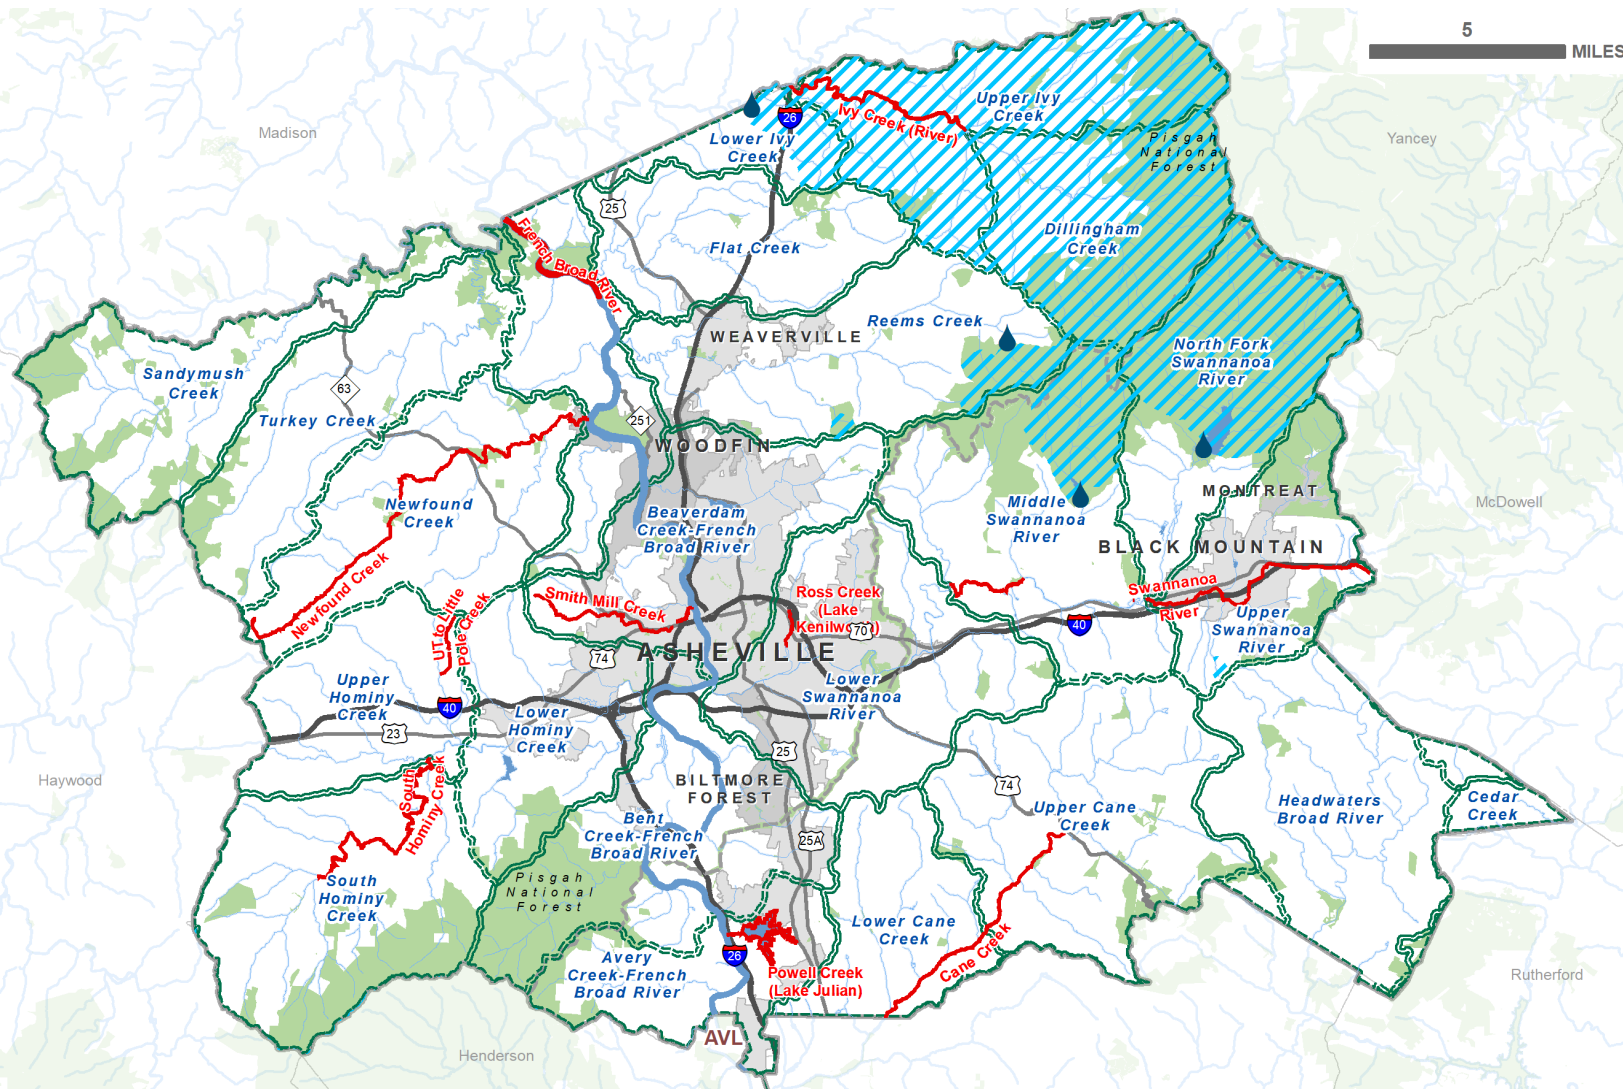 5
MILES
Madison
26
Ivy Creek (River)
Upper Ivy
Creek
Lower Ivy
Creek
Pisgah
National
Forest
Yancey
25
French Broad River
Flat Creek
Dillingham
Creek
Reems Creek
WEAVERVILLE
North Fork
Swannanoa
River
Sandymush
Creek
63
Turkey Creek
251
WOODFIN
Newfound
Creek
Beaverdam
Creek-French
Broad River
Middle
Swannanoa
River
MONTREAT
McDowell
BLACK MOUNTAIN
Newfound Creek
UT to Little
Pole Creek
Smith Mill Creek
Ross Creek
(Lake
Kenilworth)
70
Swannanoa
River
40
Upper
Swannanoa
River
ASHEVILLE
74
Upper
Hominy
Creek
40
23
Lower
Hominy
Creek
Lower
Swannanoa
River
25
BILTMORE
FOREST
Haywood
South
Hominy Creek
74
Upper Cane
Creek
Headwaters
Broad River
Cedar
Creek
Bent
Creek-French
Broad River
25A
South
Hominy
Creek
Pisgah
National
Forest
Lower Cane
Creek
Cane Creek
Avery
Creek-French
Broad River
26
Powell Creek
(Lake Julian)
Rutherford
AVL
Henderson